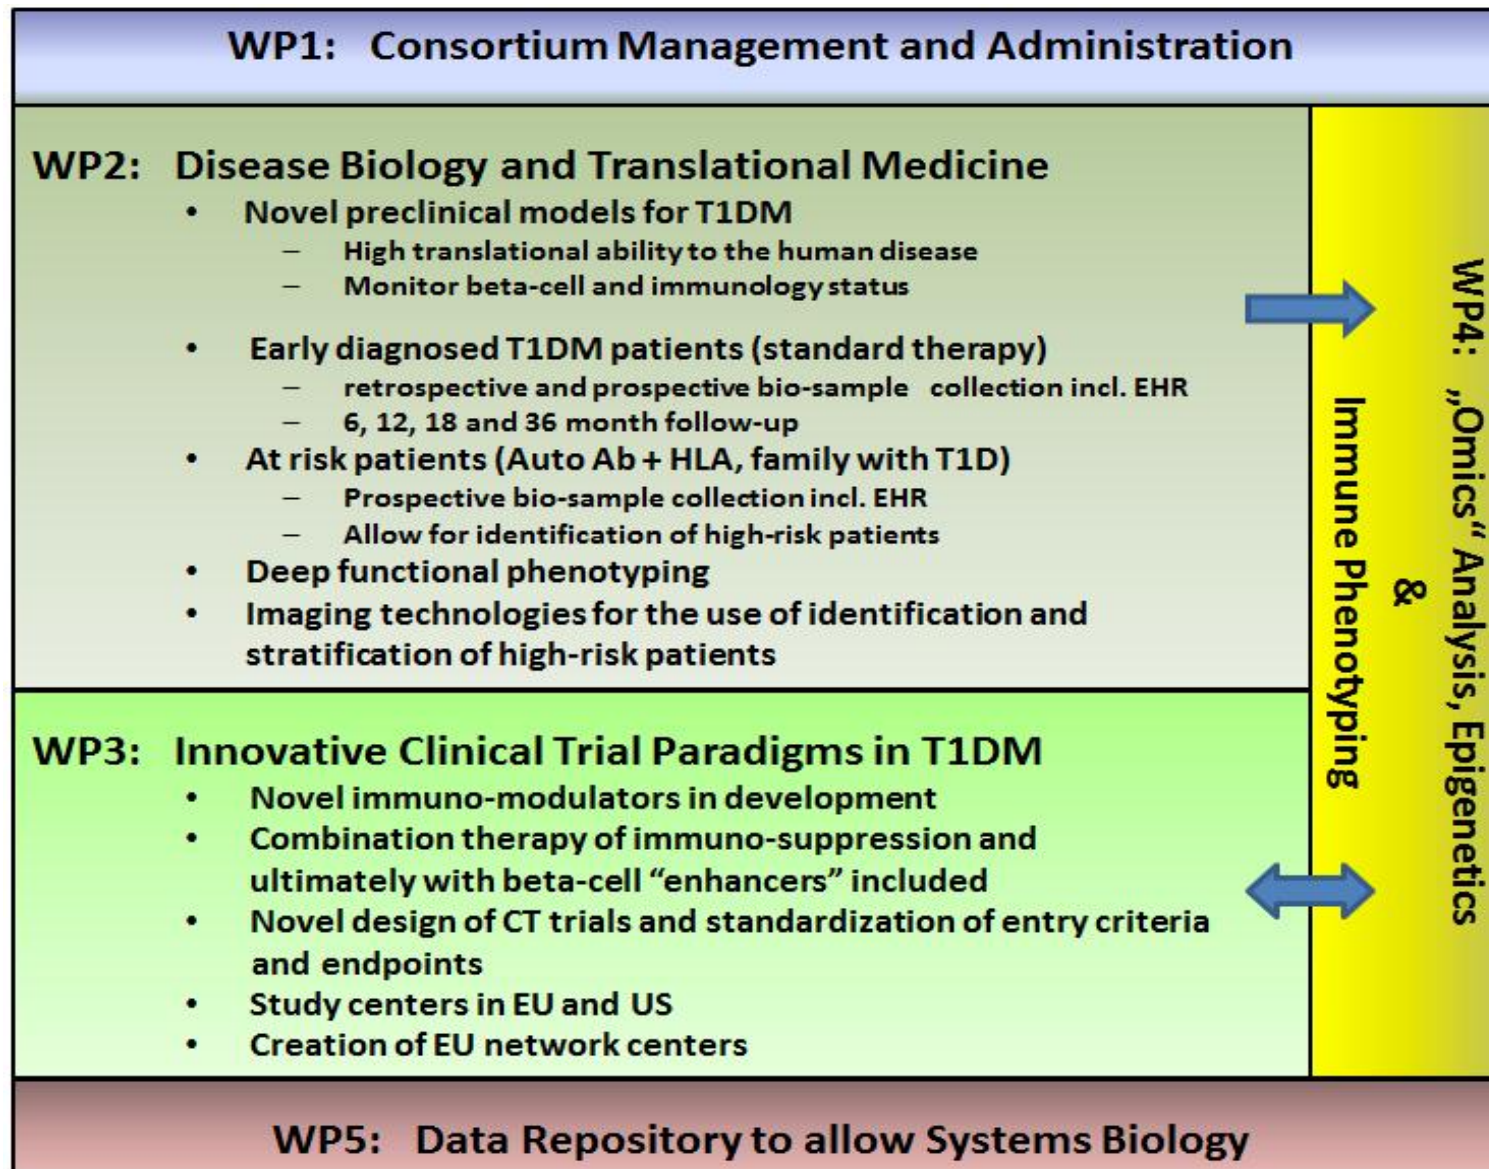 WP1: Consortium Management and Administration
WP2: Disease Biology and Translational Medicine
• Novel preclinical models for T1DM
– High translational ability to the human disease
– Monitor beta-cell and immunology status
• Early diagnosed T1DM patients (standard therapy)
– retrospective and prospective bio-sample collection incl. EHR
– 6, 12, 18 and 36 month follow-up
• At risk patients (Auto Ab + HLA, family with T1D)
– Prospective bio-sample collection incl. EHR
– Allow for identification of high-risk patients
• Deep functional phenotyping
• Imaging technologies for the use of identification and
stratification of high-risk patients
WP3: Innovative Clinical Trial Paradigms in T1DM
• Novel immuno-modulators in development
• Combination therapy of immuno-suppression and
ultimately with beta-cell “enhancers” included
• Novel design of CT trials and standardization of entry criteria
and endpoints
• Study centers in EU and US
• Creation of EU network centers
WP4: „Omics“ Analysis, Epigenetics
&
Immune Phenotyping
WP5: Data Repository to allow Systems Biology